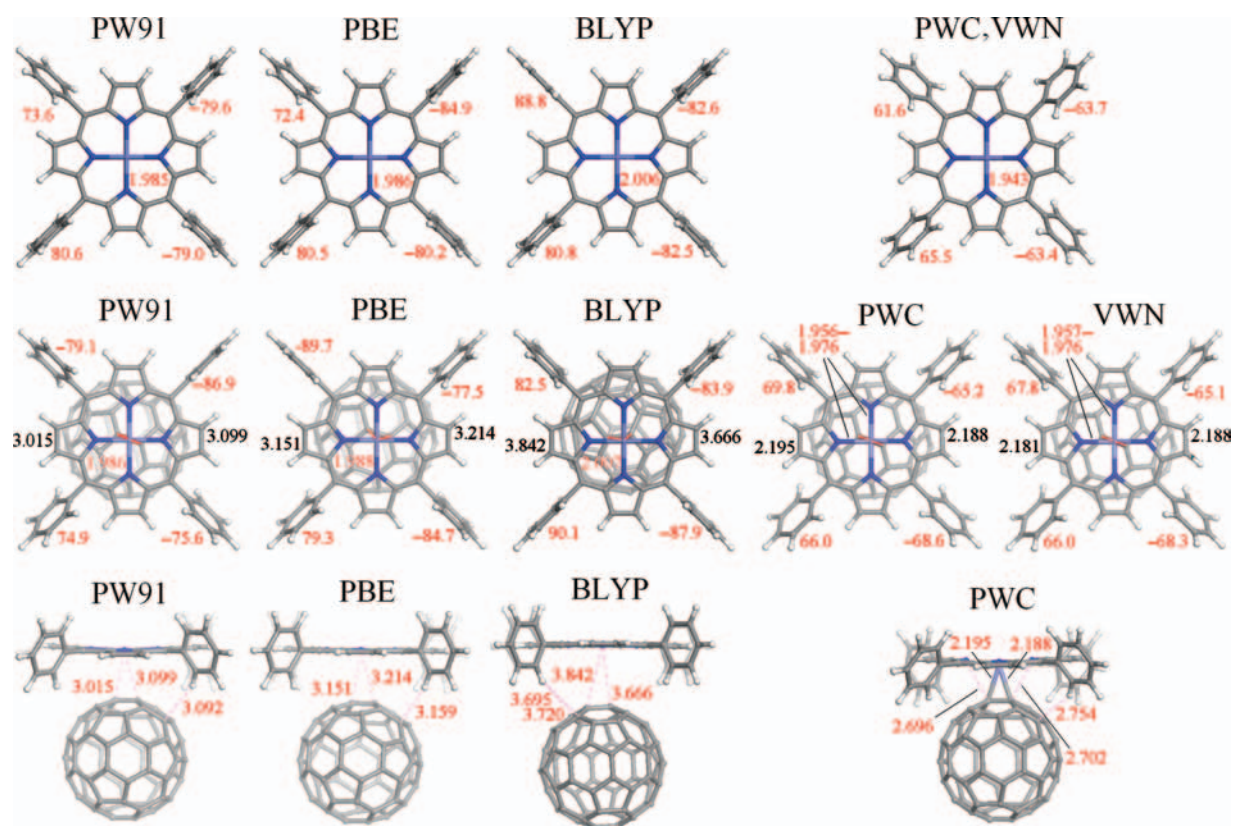 PW91 PBE BLYP PWC,VWN
73.6 −79.6 72.4 −84.9 88.8 −82.6 61.6 −63.7
1.985 1.986 2.006 1.943
80.6 −79.0 80.5 −80.2 80.8 −82.5 65.5 −63.4
PW91 PBE BLYP PWC VWN
1.956– 1.957–
1.976 1.976
−79.1 −86.9 -89.7 −77.5 82.5 −83.9 69.8 −65.2 67.8 −65.1
3.015 3.099 3.151 3.214 3.842 3.666 2.195 2.188 2.181 2.188
1.986 1.988
74.9 −75.6 79.3 −84.7 90.1 −87.9 66.0 −68.6 66.0 −68.3
PW91 PBE BLYP PWC
2.195 2.188
3.099 3.214 3.842
3.015 3.151 3.695 3.666
3.092 3.159 3.720 2.696 2.754
2.702